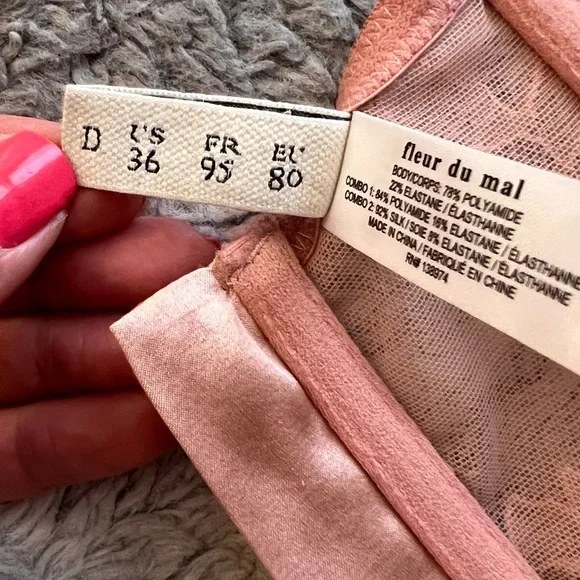 D US 36 FR 95 EU 80
fleur du mal
BODY/CORPS: 78% POLYAMIDE
22% ELASTANE / ÉLASTHANNE
COMBO 1: 84% POLYAMIDE 16% ELASTANE / ÉLASTHANNE
COMBO 2: 92% SILK / SOIE 8% ELASTANE / ÉLASTHANNE
MADE IN CHINA / FABRIQUÉ EN CHINE
RN# 138974